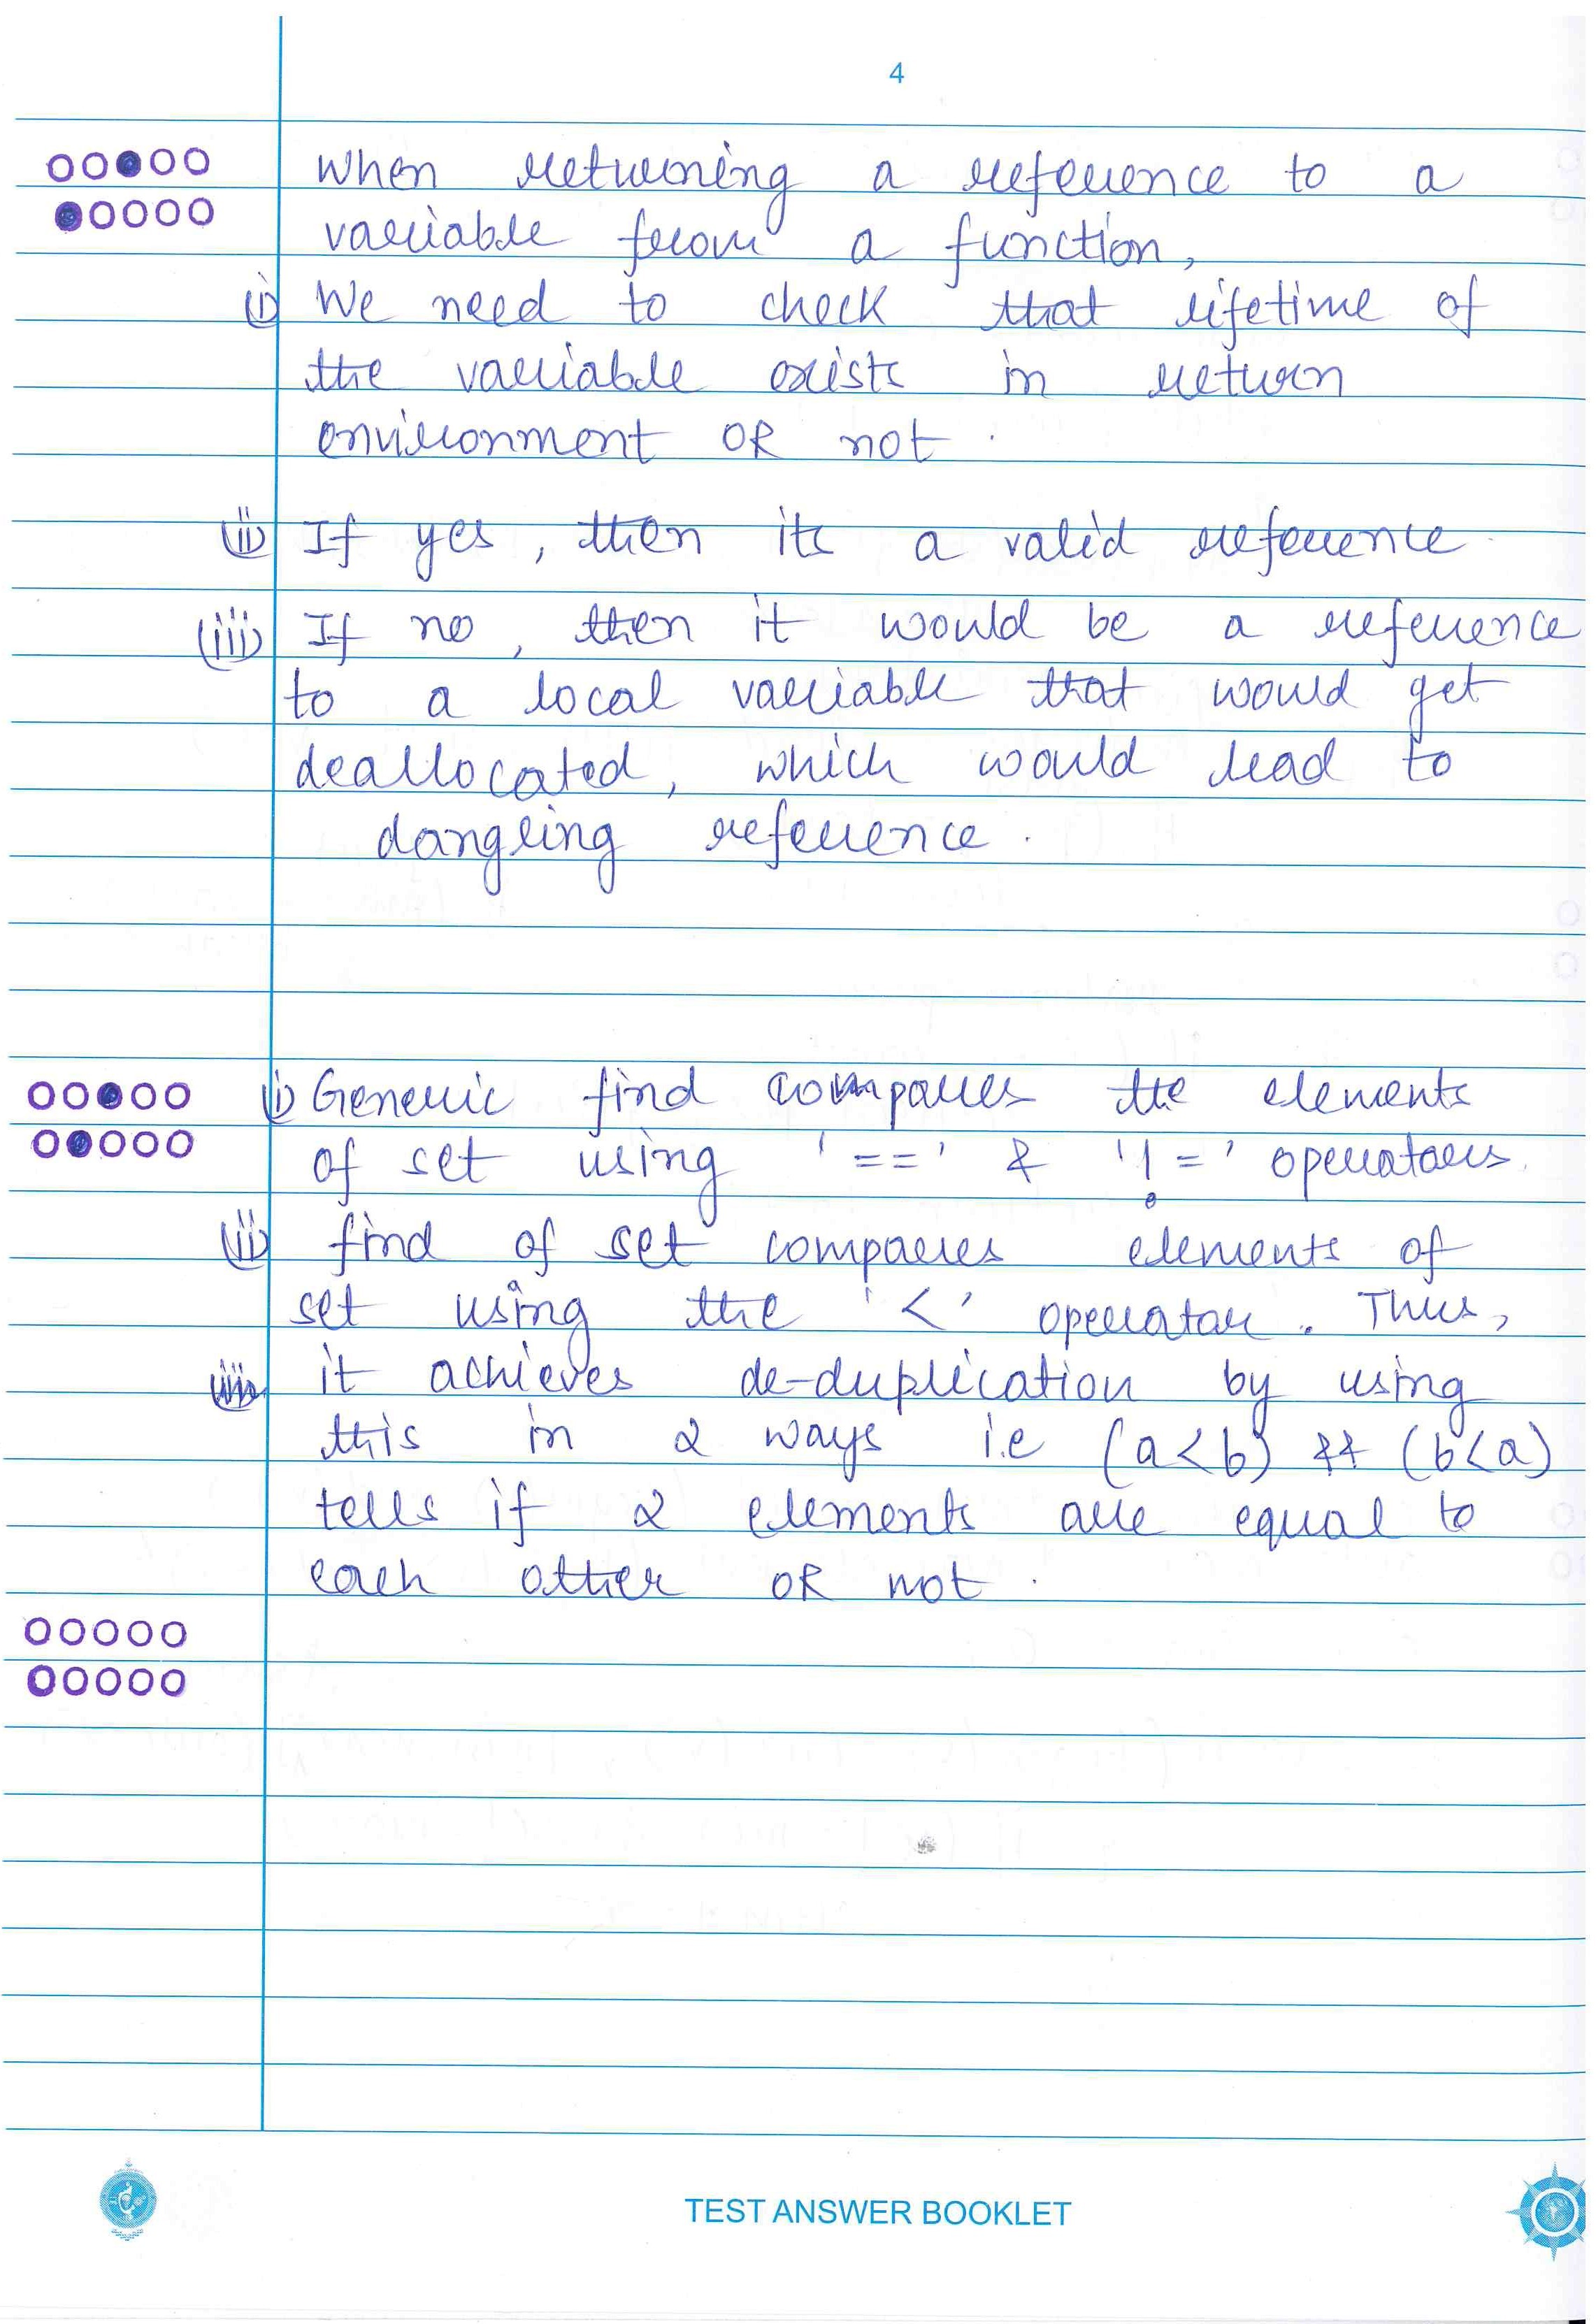 4
When returning a reference to a
variable from a function,
(i) We need to check that lifetime of
the variable exists in return
environment OR not.
(ii) If yes, then its a valid reference.
(iii) If no, then it would be a reference
to a local variable that would get
deallocated, which would lead to
dangling reference.
(i) Generic find compares the elements
of set using '==' & '!=' operators.
(ii) find of set compares elements of
set using the '<' operator. Thus,
it achieves de-duplication by using
this in 2 ways i.e (a<b) && (b<a)
tells if 2 elements are equal to
each other OR not.
TEST ANSWER BOOKLET